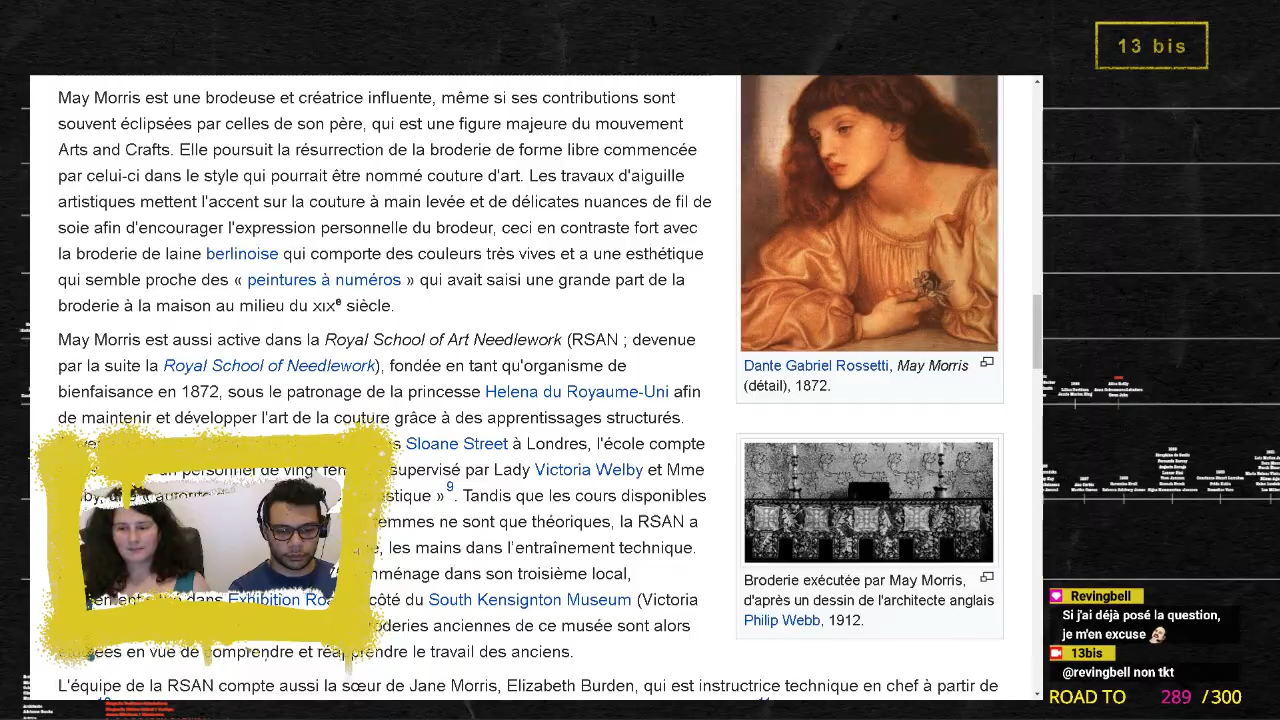 13 bis
May Morris est une brodeuse et créatrice influente, même si ses contributions sont
souvent éclipsées par celles de son père, qui est une figure majeure du mouvement
Arts and Crafts. Elle poursuit la résurrection de la broderie de forme libre commencée
par celui-ci dans le style qui pourrait être nommé couture d'art. Les travaux d'aiguille
artistiques mettent l'accent sur la couture à main levée et de délicates nuances de fil de
soie afin d'encourager l'expression personnelle du brodeur, ceci en contraste fort avec
la broderie de laine berlinoise qui comporte des couleurs très vives et a une esthétique
qui semble proche des « peintures à numéros » qui avait saisi une grande part de la
broderie à la maison au milieu du XIXe siècle.
May Morris est aussi active dans la Royal School of Art Needlework (RSAN ; devenue
par la suite la Royal School of Needlework), fondée en tant qu'organisme de
bienfaisance en 1872, sous le patronage de la princesse Helena du Royaume-Uni afin
de maintenir et développer l'art de la couture grâce à des apprentissages structurés.
Sloane Street à Londres, l'école compte
un personnel de vingt supervisé par Lady Victoria Welby et Mme
» 9. Tandis que les cours disponibles
ne sont que théoriques, la RSAN a
les mains dans l'entraînement technique.
dans son troisième local,
dans Exhibition Road côté du South Kensignton Museum (Victoria
anciennes de ce musée sont alors
en vue de comprendre et réapprendre le travail des anciens.
L'équipe de la RSAN compte aussi la sœur de Jane Morris, Elizabeth Burden, qui est instructrice technique en chef à partir de
Dante Gabriel Rossetti, May Morris
(détail), 1872.
Broderie exécutée par May Morris,
d'après un dessin de l'architecte anglais
Philip Webb, 1912.
Revingbell
Si j'ai déjà posé la question,
je m'en excuse
13bis
@revingbell non tkt
ROAD TO 289 /300